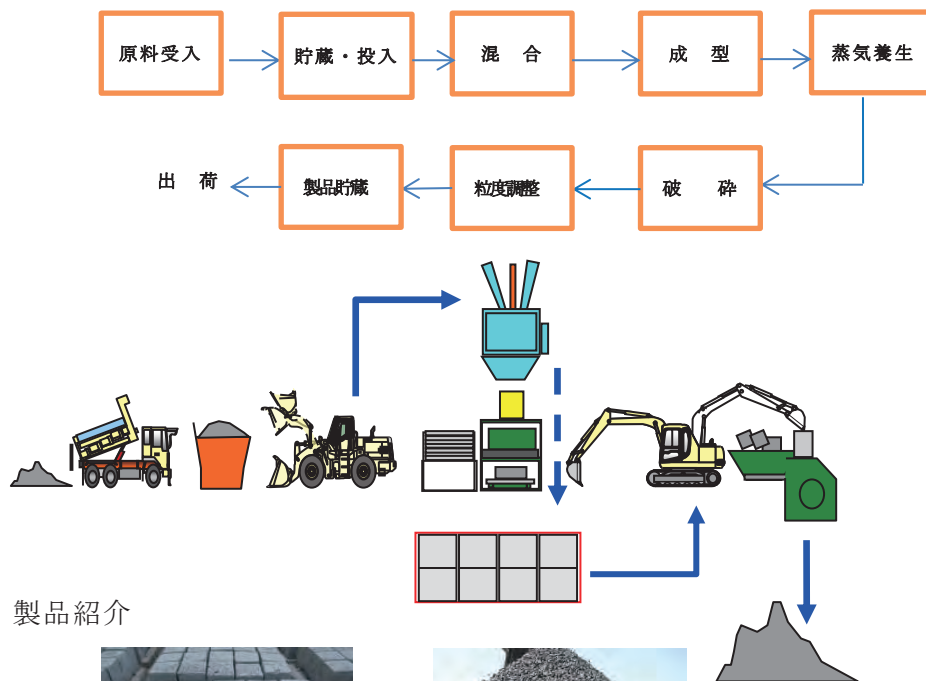 原料受入
貯蔵・投入
混 合
成 型
蒸気養生
出 荷
製品貯蔵
粒度調整
破 砕
製品紹介